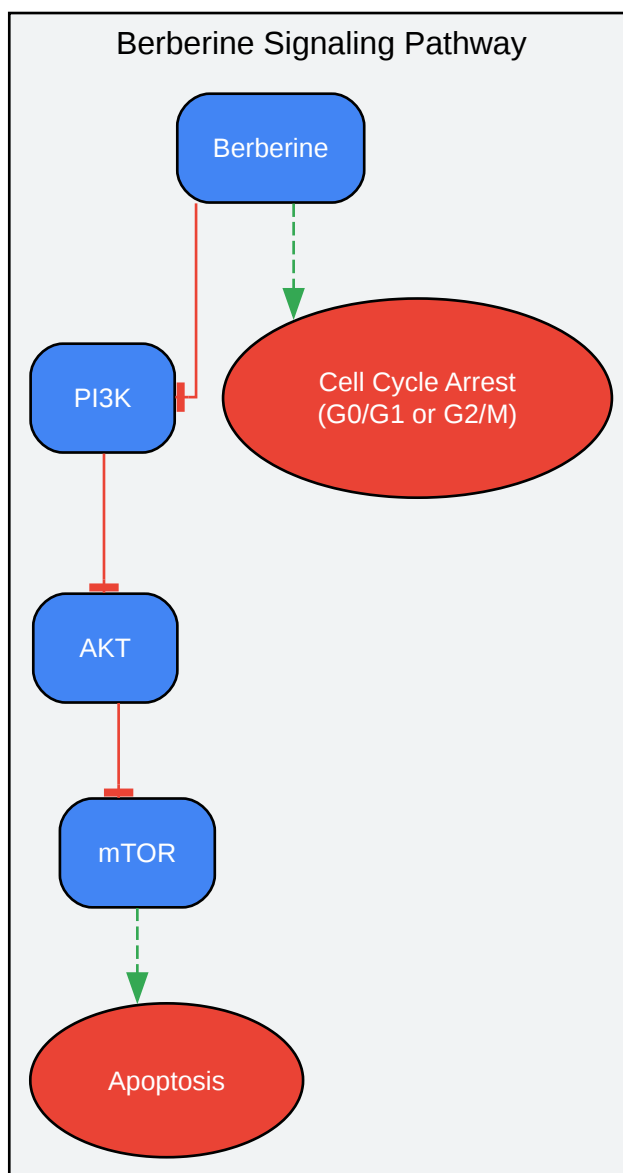 Berberine Signaling Pathway
Berberine
PI3K
Cell Cycle Arrest
(G0/G1 or G2/M)
AKT
mTOR
Apoptosis